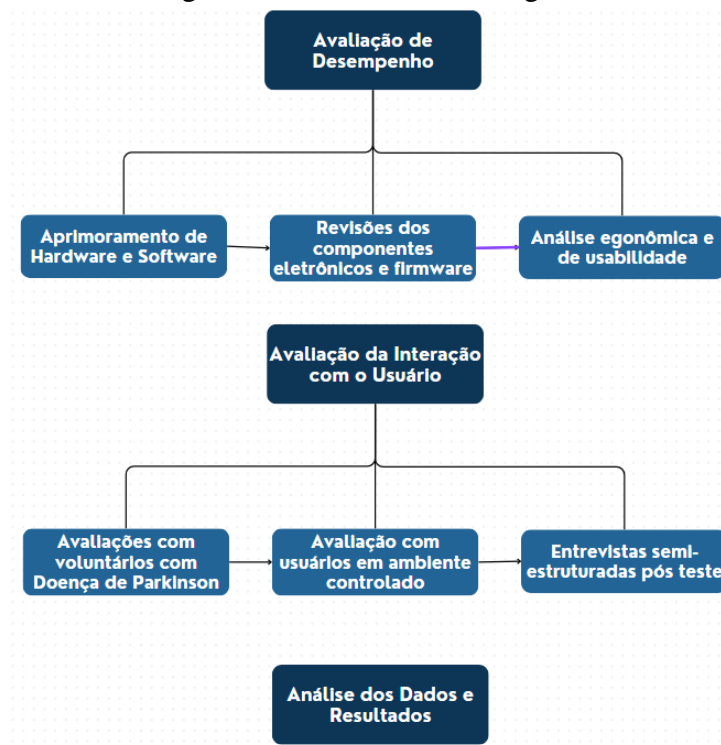 Avaliação de
Desempenho
Aprimoramento de
Hardware e Software
Revisões dos
componentes
eletrônicos e firmware
Análise egonômica e
de usabilidade
Avaliação da Interação
com o Usuário
Avaliações com
voluntários com
Doença de Parkinson
Avaliação com
usuários em ambiente
controlado
Entrevistas semi-
estruturadas pós teste
Análise dos Dados e
Resultados